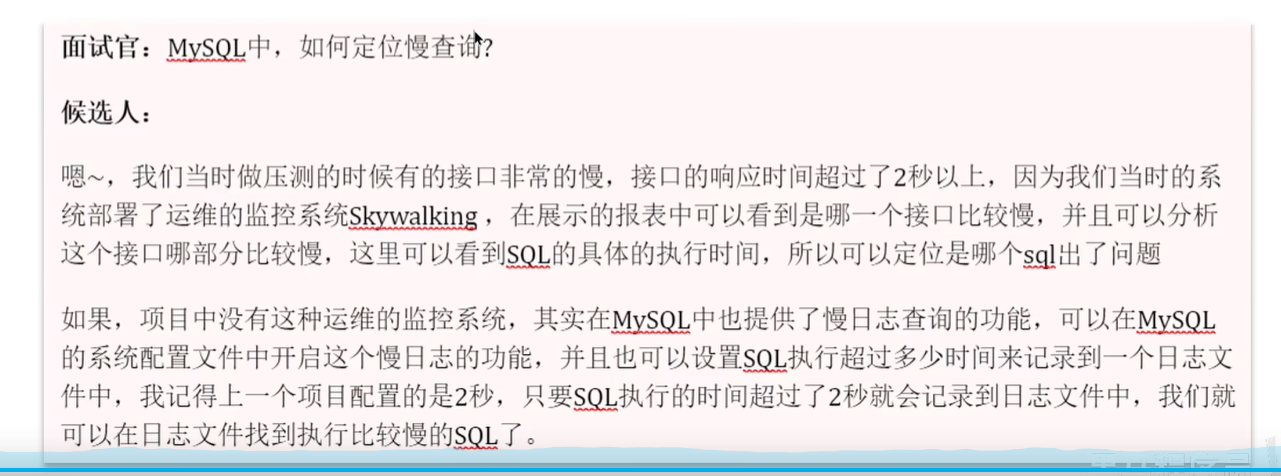 面试官：MySQL中，如何定位慢查询?
候选人：
嗯~，我们当时做压测的时候有的接口非常的慢，接口的响应时间超过了2秒以上，因为我们当时的系
统部署了运维的监控系统Skywalking ，在展示的报表中可以看到是哪一个接口比较慢，并且可以分析
这个接口哪部分比较慢，这里可以看到SQL的具体的执行时间，所以可以定位是哪个sql出了问题
如果，项目中没有这种运维的监控系统，其实在MySQL中也提供了慢日志查询的功能，可以在MySQL
的系统配置文件中开启这个慢日志的功能，并且也可以设置SQL执行超过多少时间来记录到一个日志文
件中，我记得上一个项目配置的是2秒，只要SQL执行的时间超过了2秒就会记录到日志文件中，我们就
可以在日志文件找到执行比较慢的SQL了。